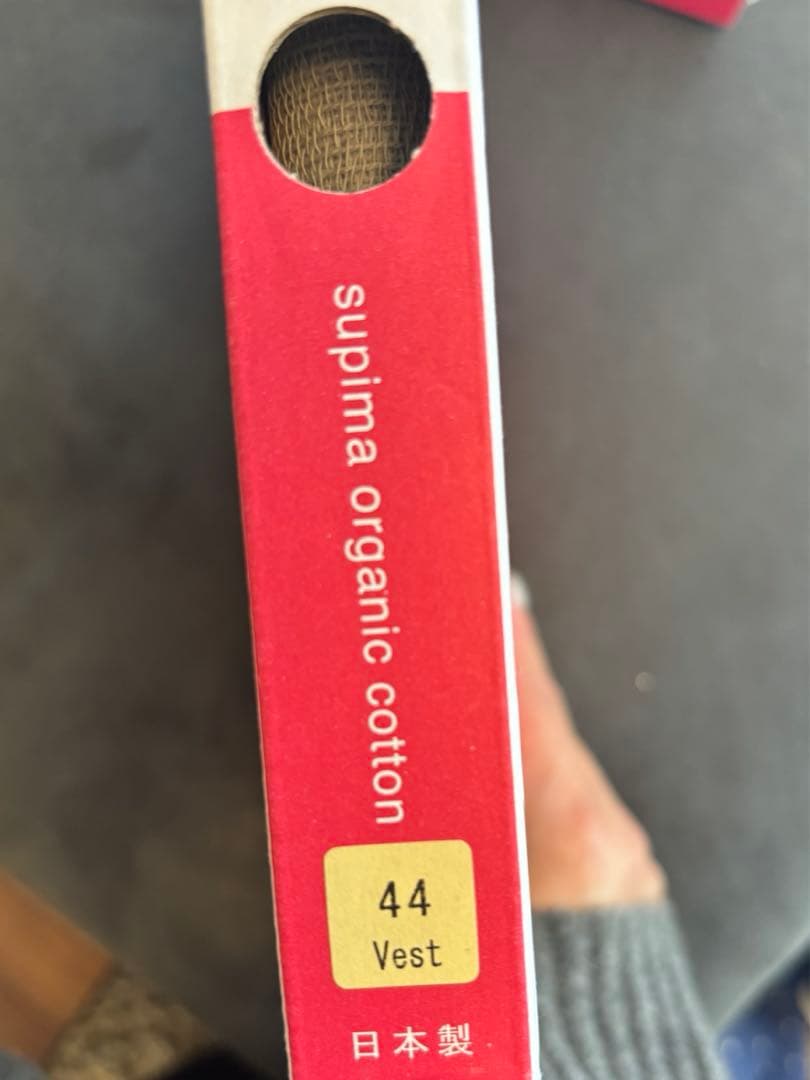 supima organic cotton
44
Vest
日本製